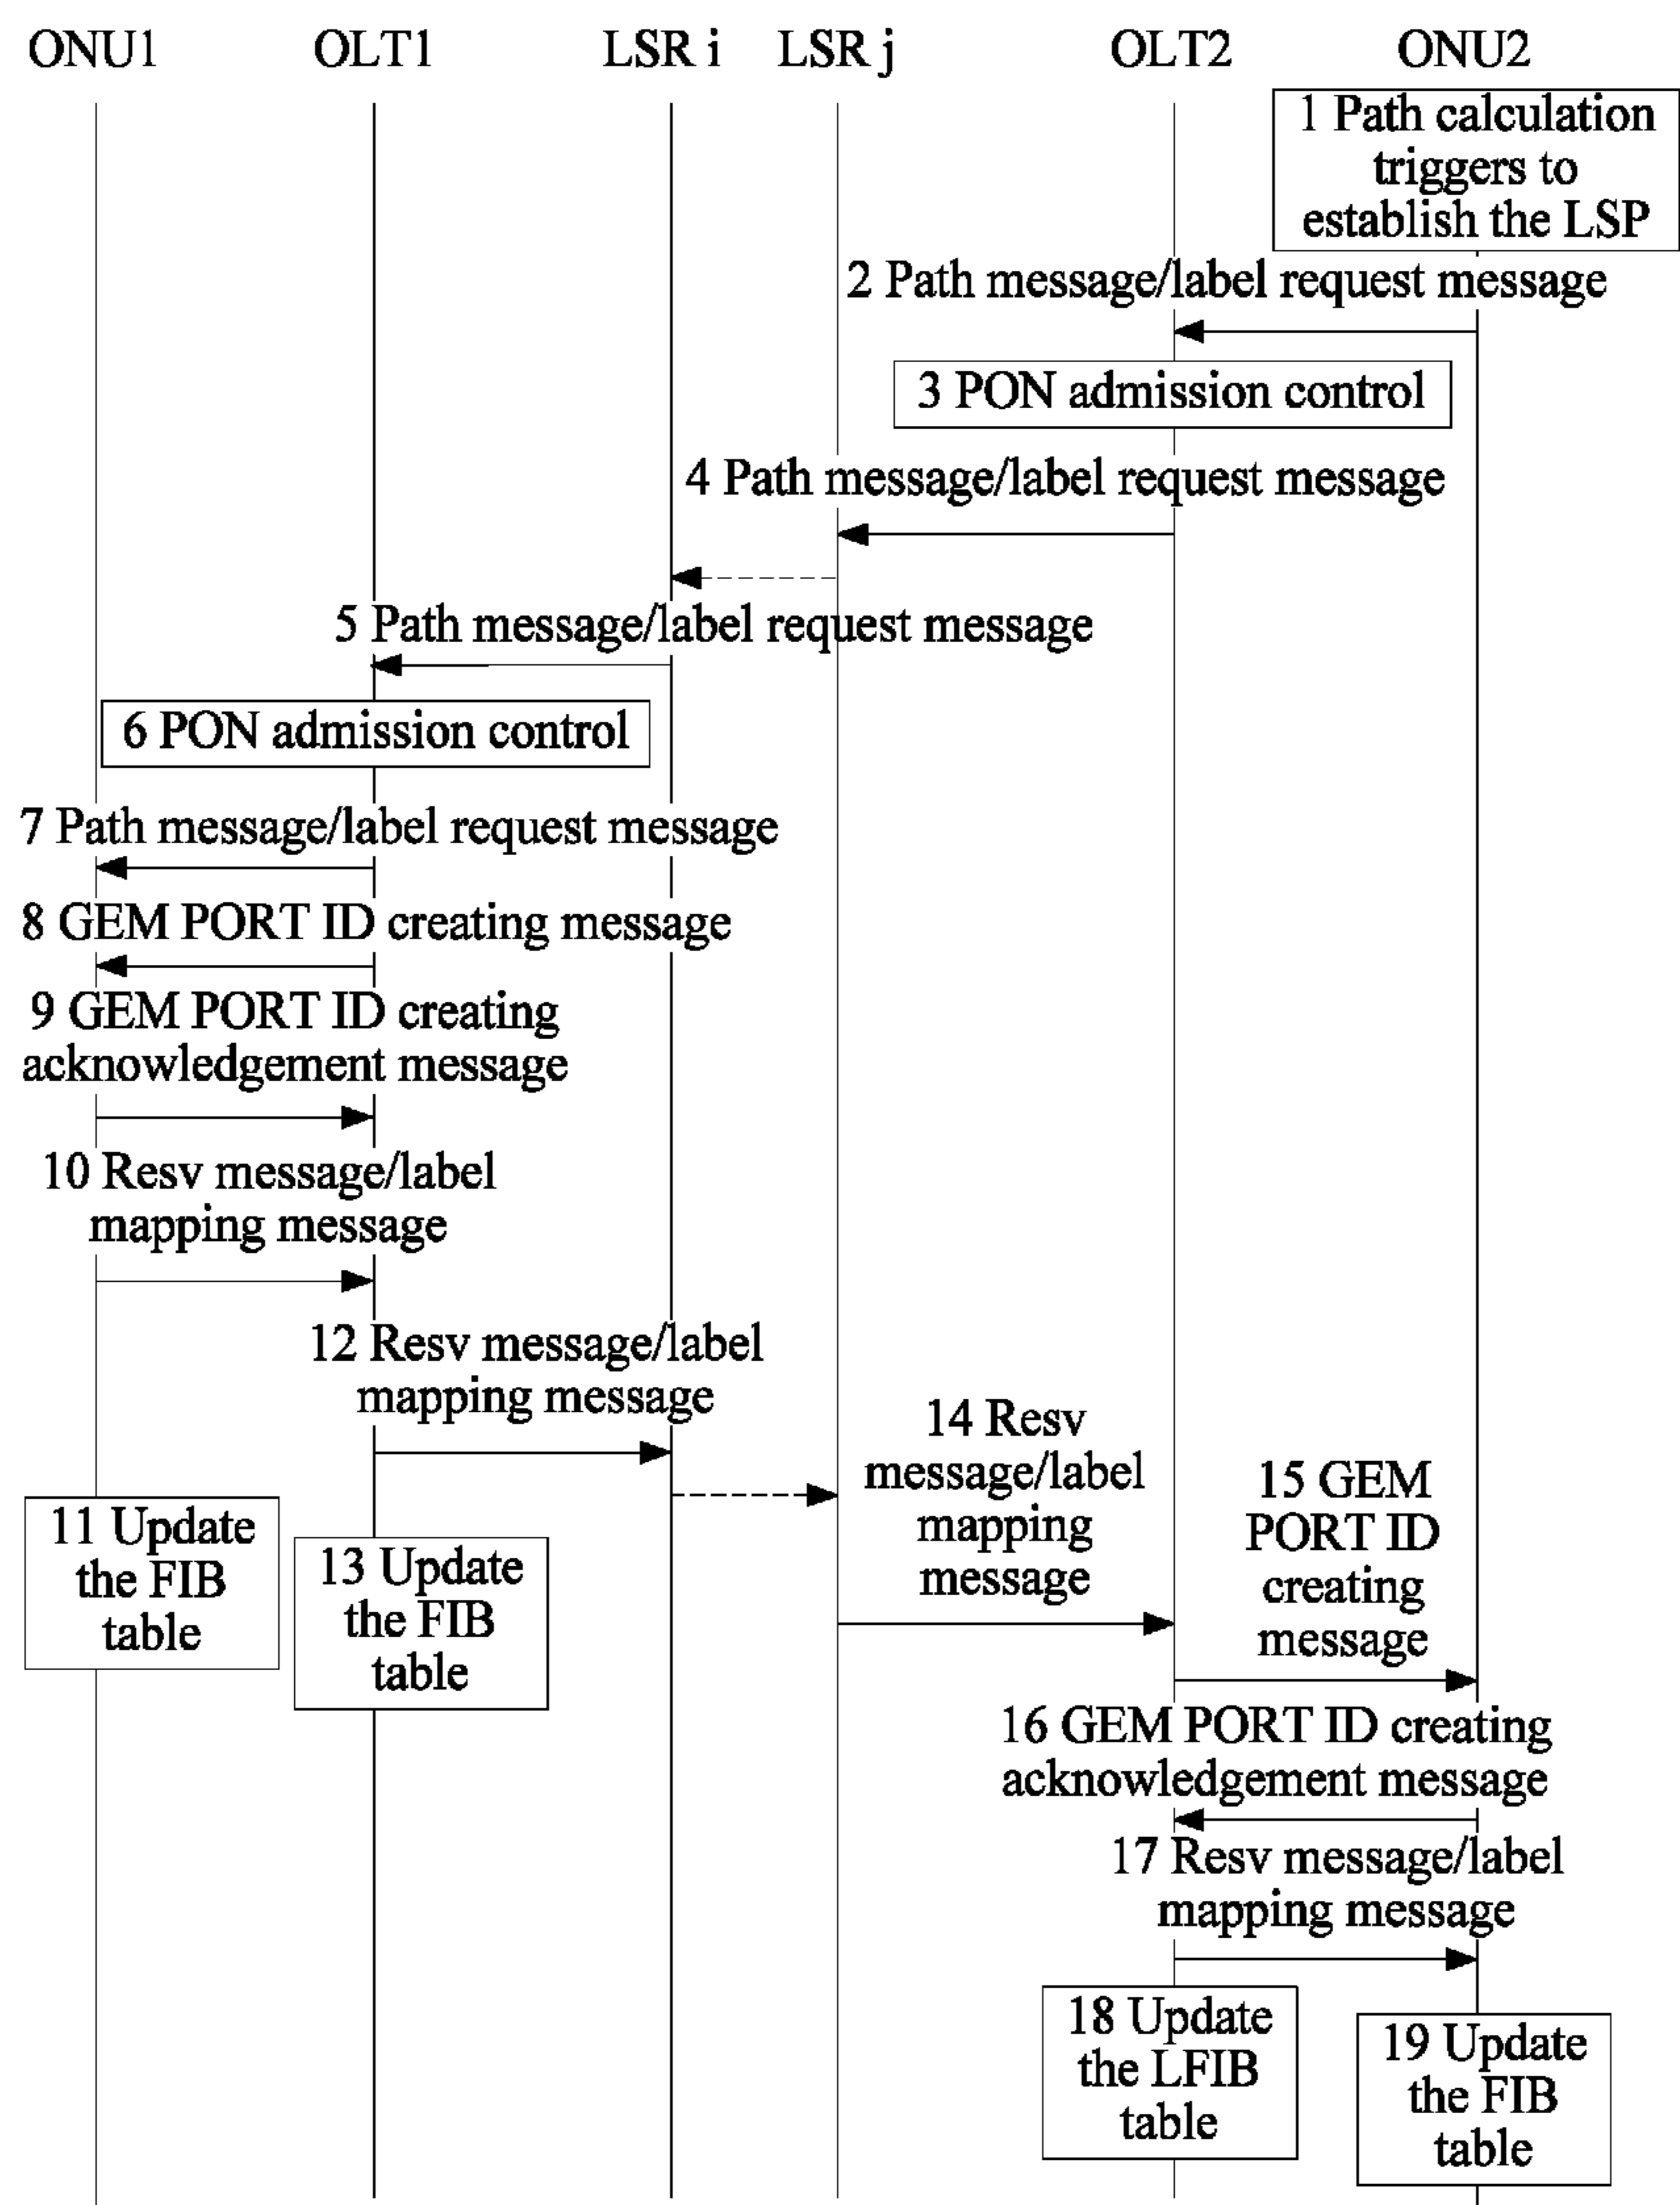 ONU1 OLT1 LSR i LSR j OLT2 ONU2
1 Path calculation
triggers to
establish the LSP
2 Path message/label request message
3 PON admission control
4 Path message/label request message
5 Path message/label request message
6 PON admission control
7 Path message/label request message
8 GEM PORT ID creating message
9 GEM PORT ID creating
acknowledgement message
10 Resv message/label
mapping message
12 Resv message/label
mapping message
11 Update
the FIB
table
13 Update
the FIB
table
14 Resv
message/label
mapping
message
15 GEM
PORT ID
creating
message
16 GEM PORT ID creating
acknowledgement message
17 Resv message/label
mapping message
18 Update
the LFIB
table
19 Update
the FIB
table